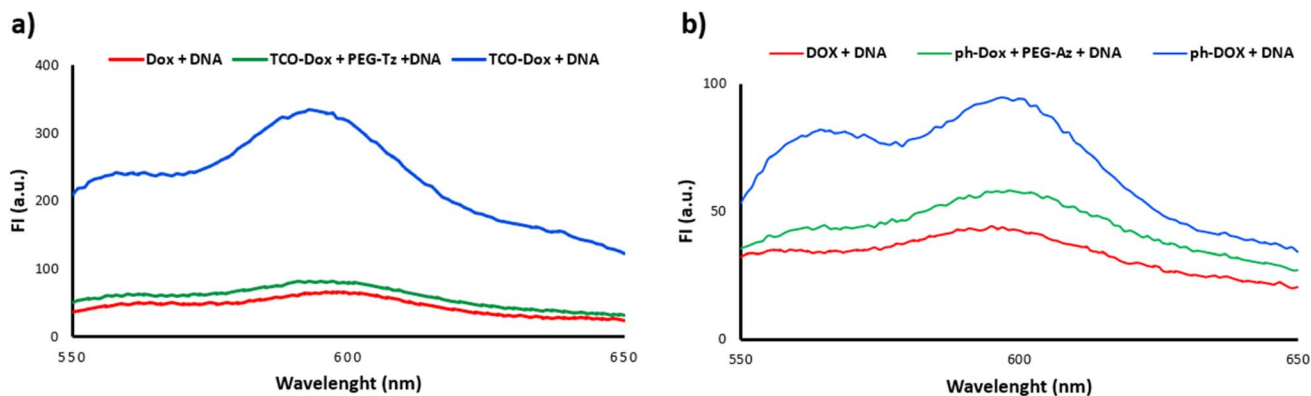 a)
Dox + DNA TCO-Dox + PEG-Tz +DNA TCO-Dox + DNA
400
300
200
100
0
550 600 650
FI (a.u.)
Wavelenght (nm)
b)
DOX + DNA ph-Dox + PEG-Az + DNA ph-DOX + DNA
100
50
0
550 600 650
FI (a.u.)
Wavelenght (nm)